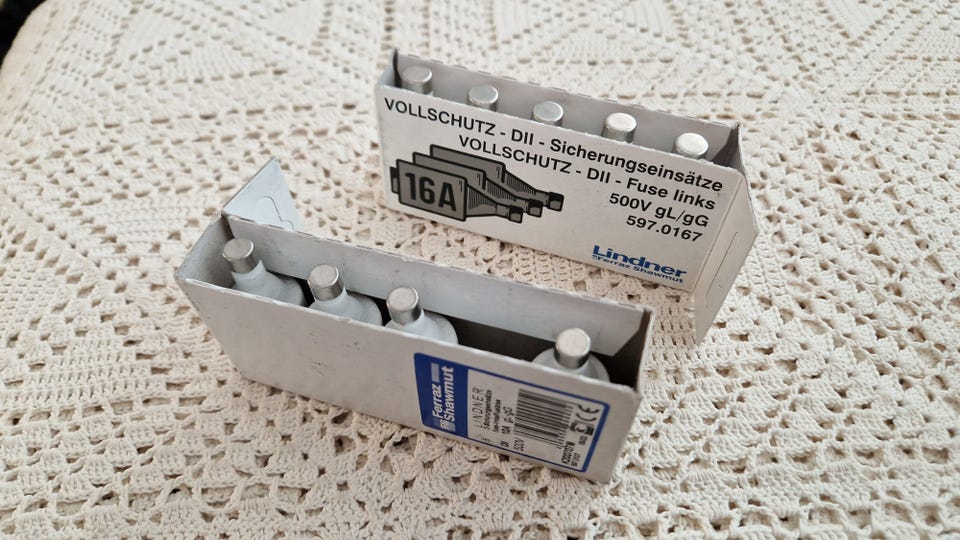 VOLLSCHUTZ - DII - Sicherungseinsätze
VOLLSCHUTZ - DII - Fuse links
500V gL/gG
597.0167
16A
Lindner
Ferraz Shawmut
Ferraz
Shawmut
LINDNER
500V